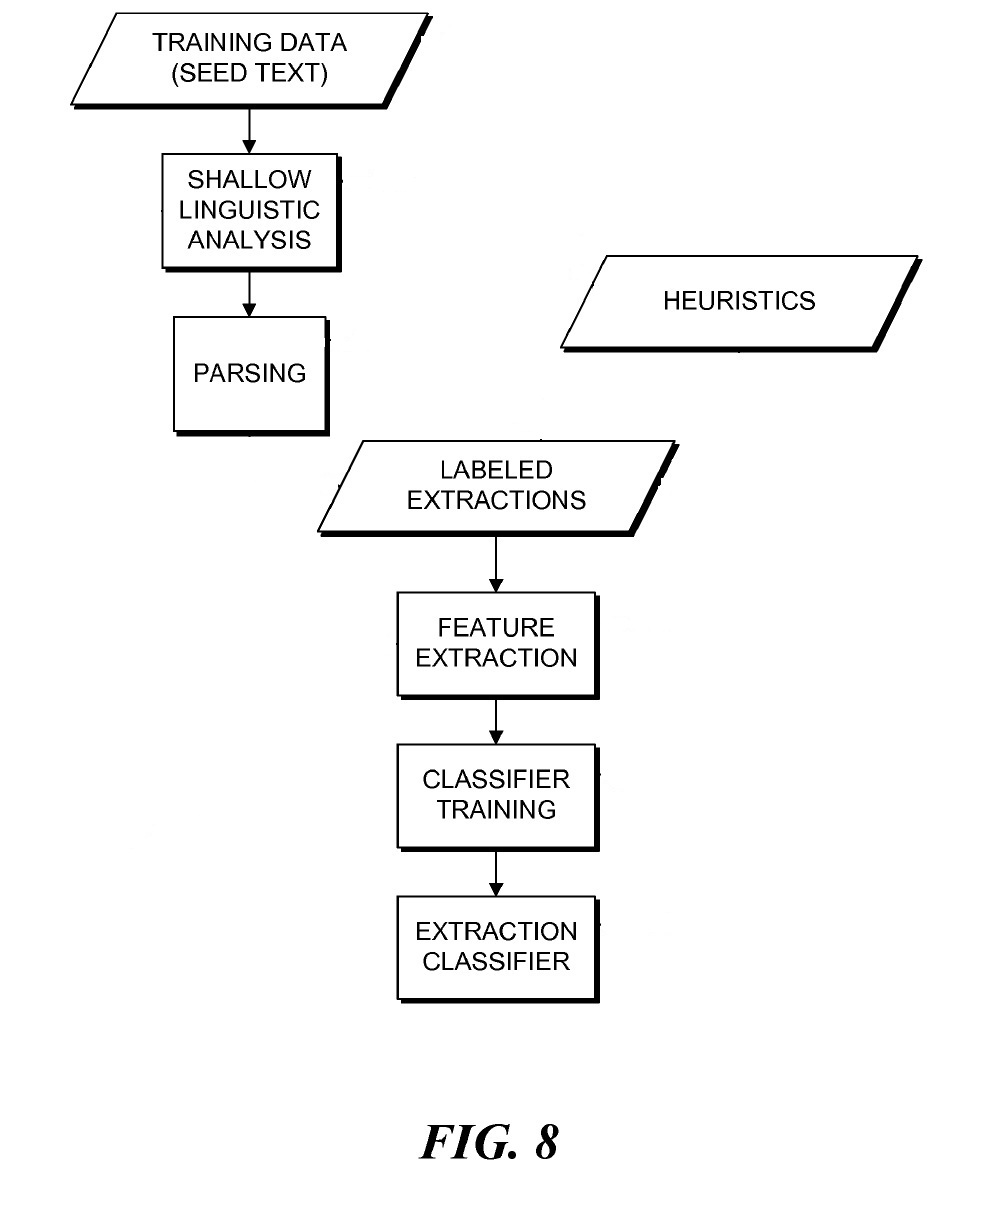 TRAINING DATA
(SEED TEXT)
SHALLOW
LINGUISTIC
ANALYSIS
HEURISTICS
PARSING
LABELED
EXTRACTIONS
FEATURE
EXTRACTION
CLASSIFIER
TRAINING
EXTRACTION
CLASSIFIER
FIG. 8